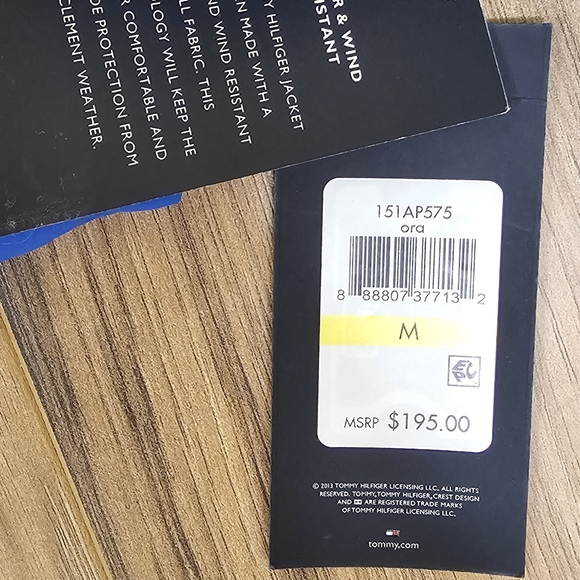 R & WIND
ISTANT
Y HILFIGER JACKET
N MADE WITH A
ND WIND RESISTANT
LL FABRIC. THIS
OLOGY WILL KEEP THE
R COMFORTABLE AND
DE PROTECTION FROM
CLEMENT WEATHER.
151AP575
ora
8 88807 37713 2
M
EPC
MSRP $195.00
© 2013 TOMMY HILFIGER LICENSING LLC. ALL RIGHTS
RESERVED. TOMMY, TOMMY HILFIGER, CREST DESIGN
AND ARE REGISTERED TRADE MARKS
OF TOMMY HILFIGER LICENSING LLC.
tommy.com